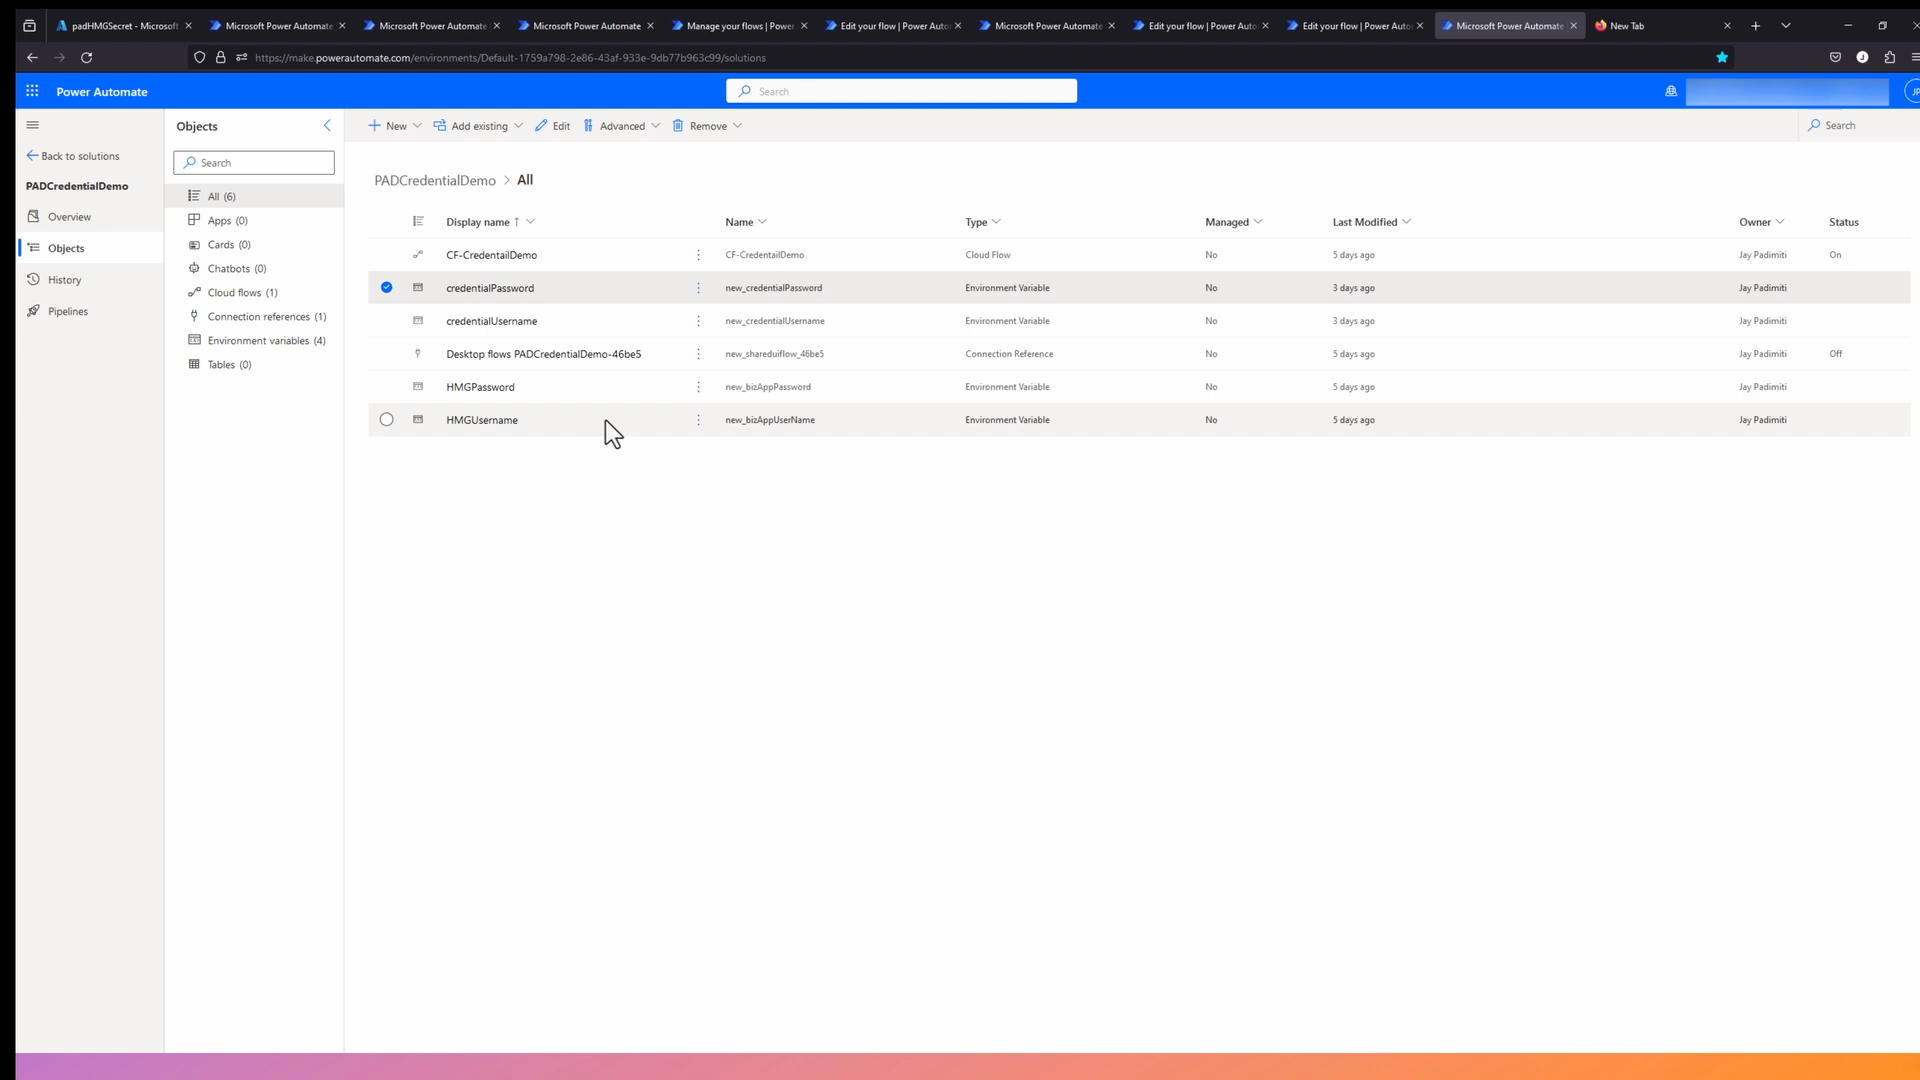 padHMGSecret - Microsoft
Microsoft Power Automate
Microsoft Power Automate
Microsoft Power Automate
Manage your flows | Power
Edit your flow | Power Auto
Microsoft Power Automate
Edit your flow | Power Auto
Edit your flow | Power Auto
Microsoft Power Automate
New Tab
https://make.powerautomate.com/environments/Default-1759a798-2e86-43af-933e-9db77b963c99/solutions
Power Automate
Search
JP
Objects
New
Add existing
Edit
Advanced
Remove
Search
Back to solutions
PADCredentialDemo
Overview
Objects
History
Pipelines
Search
All (6)
Apps (0)
Cards (0)
Chatbots (0)
Cloud flows (1)
Connection references (1)
Environment variables (4)
Tables (0)
PADCredentialDemo > All
Display name ↑ Name Type Managed Last Modified Owner Status
CF-CredentailDemo CF-CredentailDemo Cloud Flow No 5 days ago Jay Padimiti On
credentialPassword new_credentialPassword Environment Variable No 3 days ago Jay Padimiti
credentialUsername new_credentialUsername Environment Variable No 3 days ago Jay Padimiti
Desktop flows PADCredentialDemo-46be5 new_shareduiflow_46be5 Connection Reference No 5 days ago Jay Padimiti Off
HMGPassword new_bizAppPassword Environment Variable No 5 days ago Jay Padimiti
HMGUsername new_bizAppUserName Environment Variable No 5 days ago Jay Padimiti